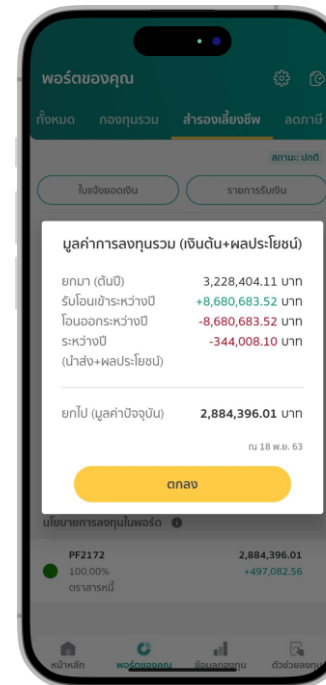 พอร์ตของคุณ
ทั้งหมด กองทุนรวม สำรองเลี้ยงชีพ ลดภาษี
สถานะ: ปกติ
ใบแจ้งยอดเงิน รายการรับเงิน
มูลค่าการลงทุนรวม (เงินต้น+ผลประโยชน์)
ยกมา (ต้นปี) 3,228,404.11 บาท
รับโอนเข้าระหว่างปี +8,680,683.52 บาท
โอนออกระหว่างปี -8,680,683.52 บาท
ระหว่างปี -344,008.10 บาท
(นำส่ง+ผลประโยชน์)
ยกไป (มูลค่าปัจจุบัน) 2,884,396.01 บาท
ณ 18 พ.ย. 63
ตกลง
นโยบายการลงทุนในพอร์ต
PF2172 2,884,396.01
100.00% +497,082.56
ตราสารหนี้
หน้าหลัก พอร์ตของคุณ ข้อมูลกองทุน ตัวช่วยลงทุน